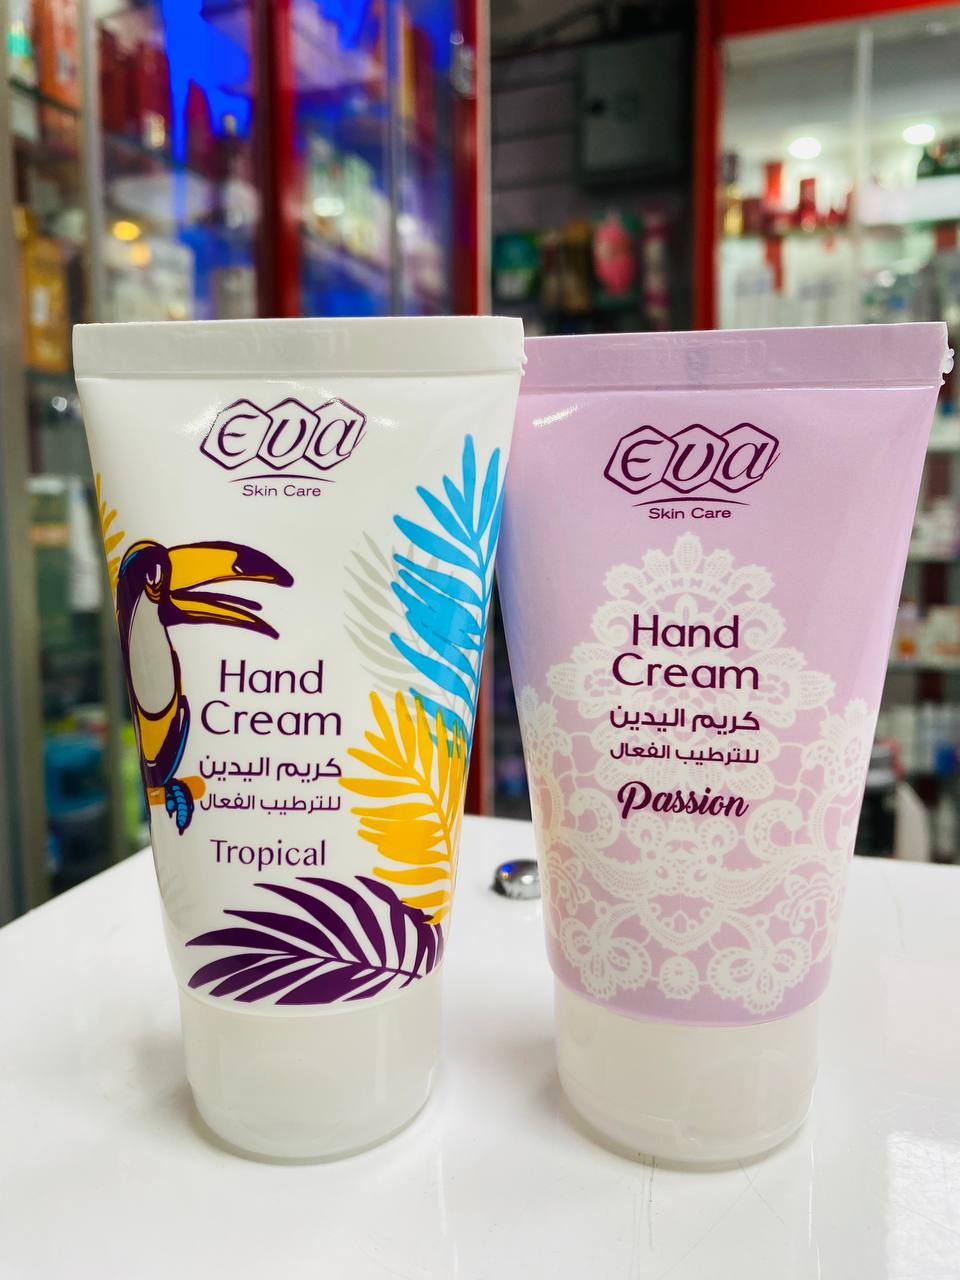 Eva
Skin Care
Hand
Cream
كريم اليدين
للترطيب الفعال
Tropical
Eva
Skin Care
Hand
Cream
كريم اليدين
للترطيب الفعال
Passion